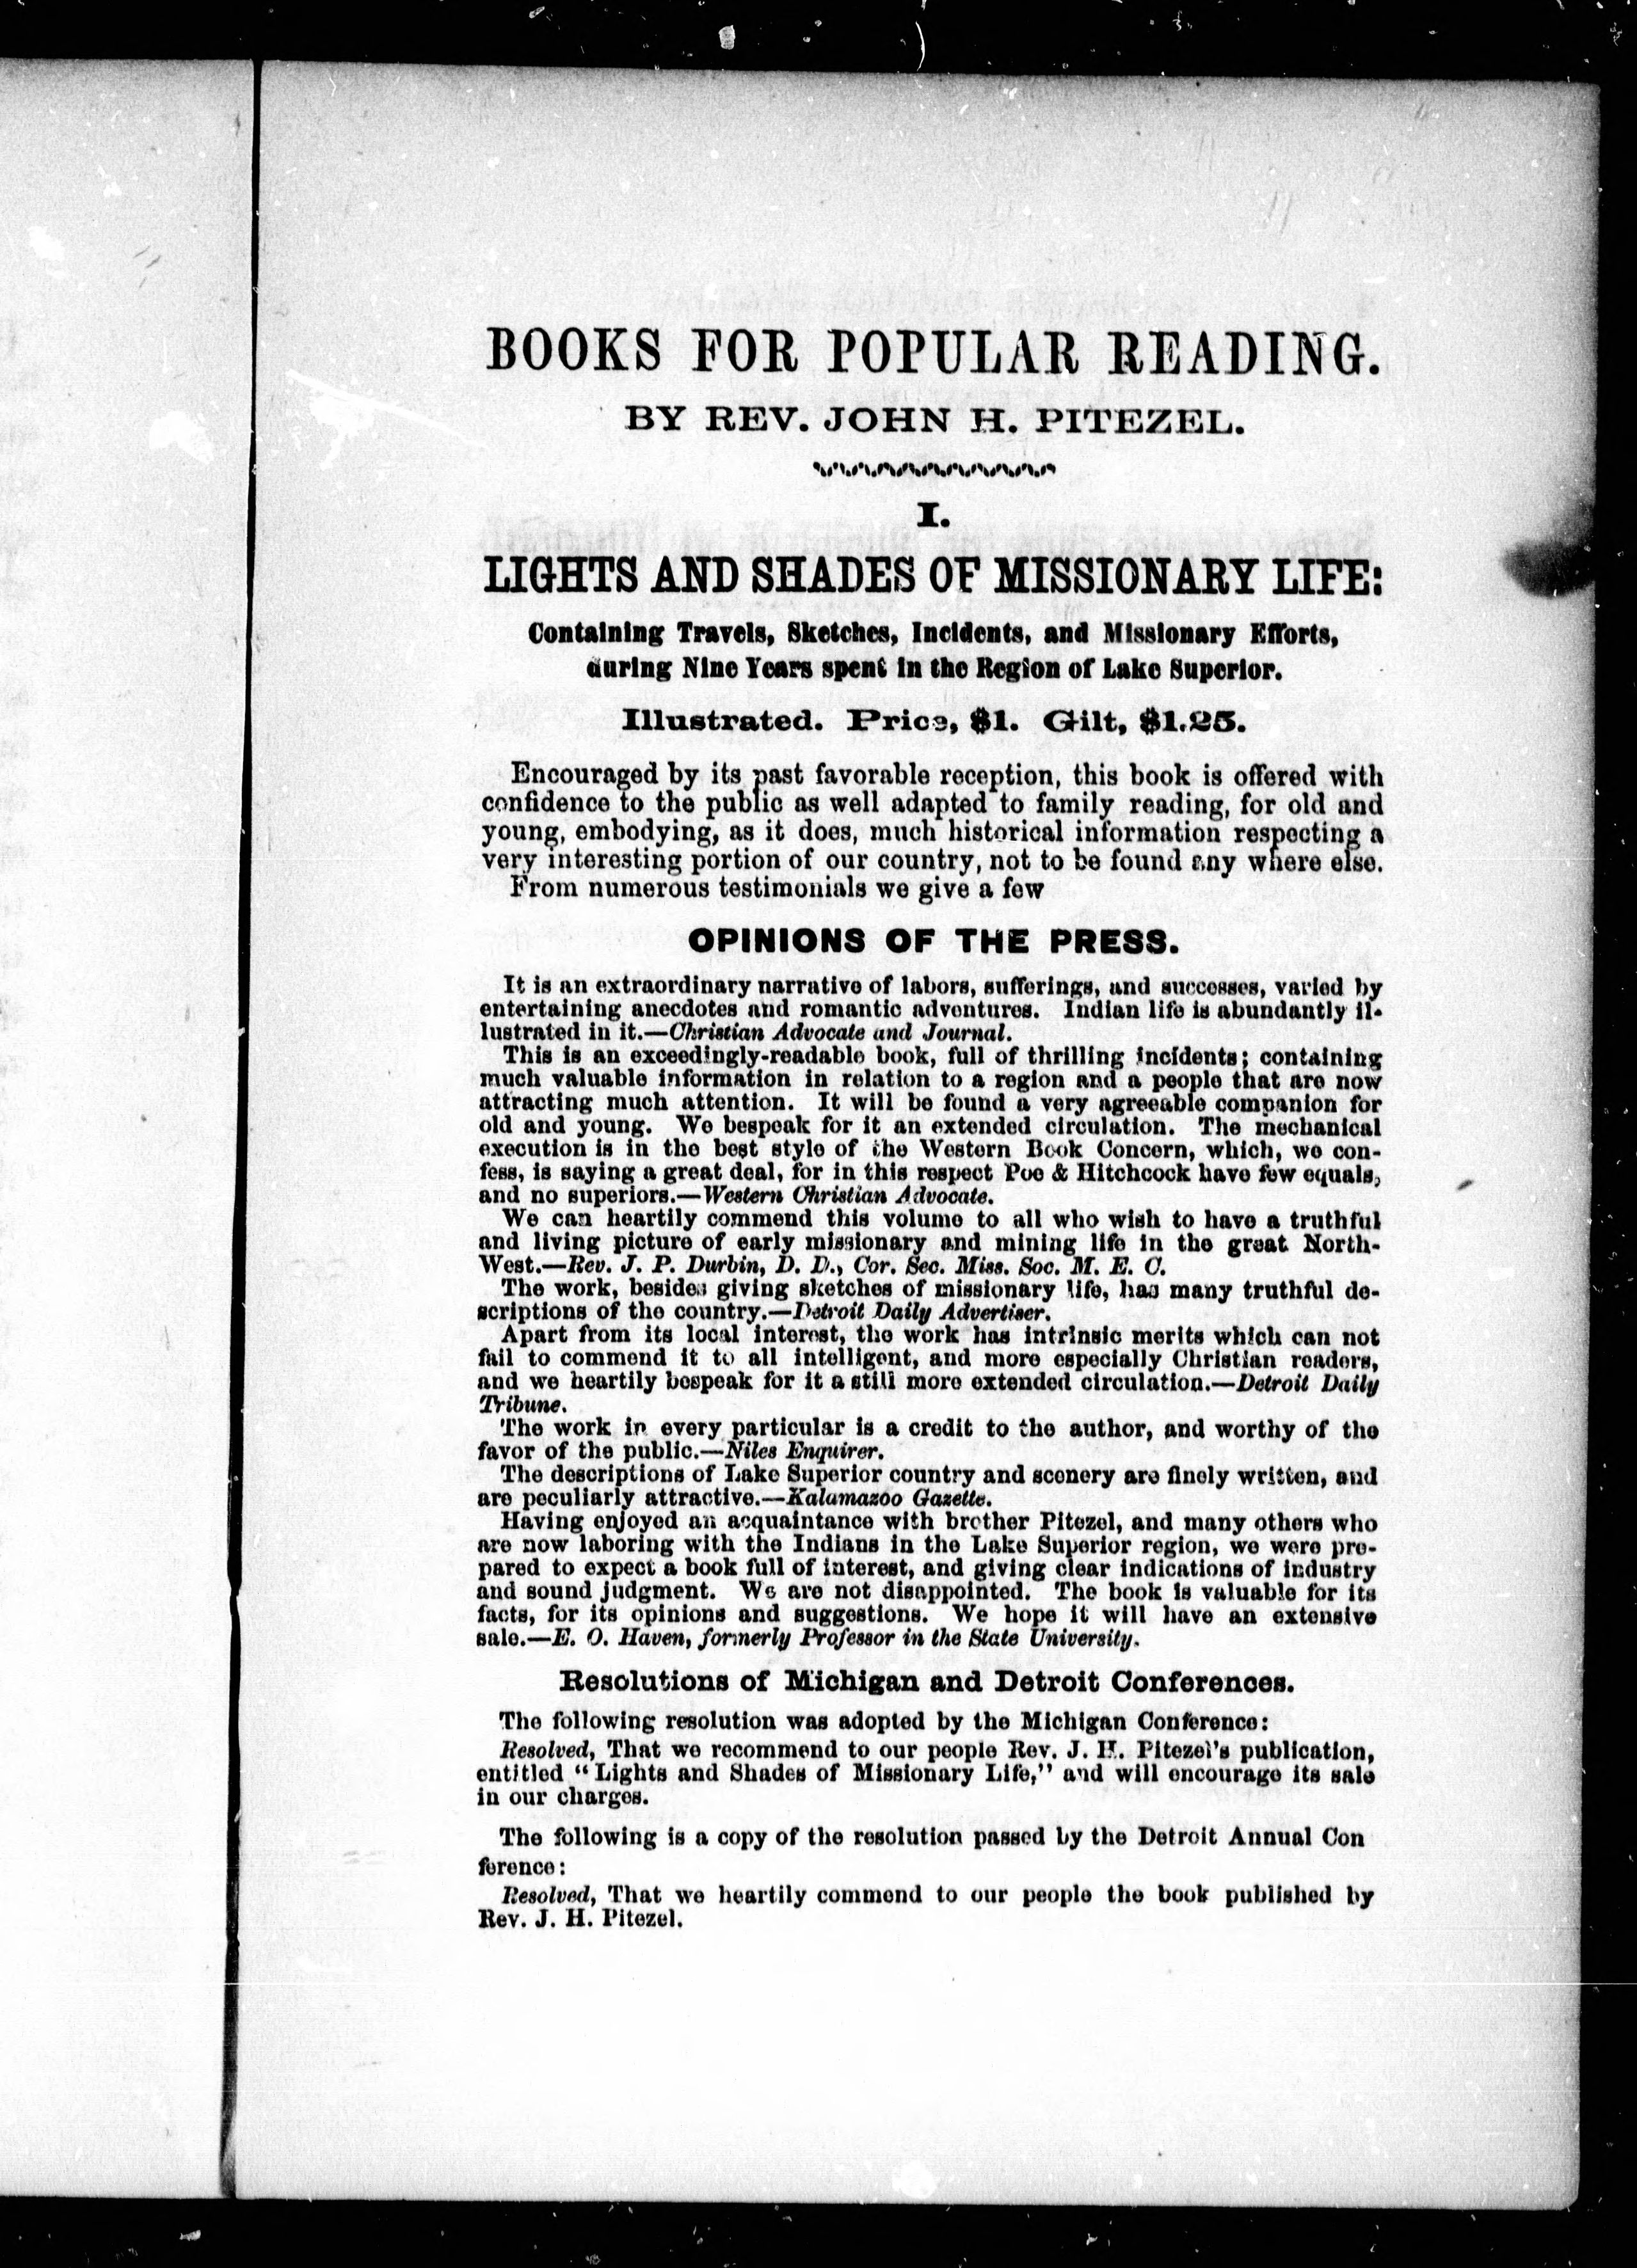 BOOKS FOR POPULAR READING.
BY REV. JOHN H. PITEZEL.
I.
LIGHTS AND SHADES OF MISSIONARY LIFE:
Containing Travels, Sketches, Incidents, and Missionary Efforts,
during Nine Years spent in the Region of Lake Superior.
Illustrated. Price, $1. Gilt, $1.25.
Encouraged by its past favorable reception, this book is offered with
confidence to the public as well adapted to family reading, for old and
young, embodying, as it does, much historical information respecting a
very interesting portion of our country, not to be found any where else.
From numerous testimonials we give a few
OPINIONS OF THE PRESS.
It is an extraordinary narrative of labors, sufferings, and successes, varied by
entertaining anecdotes and romantic adventures. Indian life is abundantly il-
lustrated in it.—Christian Advocate and Journal.
This is an exceedingly-readable book, full of thrilling incidents; containing
much valuable information in relation to a region and a people that are now
attracting much attention. It will be found a very agreeable companion for
old and young. We bespeak for it an extended circulation. The mechanical
execution is in the best style of the Western Book Concern, which, we con-
fess, is saying a great deal, for in this respect Poe & Hitchcock have few equals,
and no superiors.—Western Christian Advocate.
We can heartily commend this volume to all who wish to have a truthful
and living picture of early missionary and mining life in the great North-
West.—Rev. J. P. Durbin, D. D., Cor. Sec. Miss. Soc. M. E. C.
The work, besides giving sketches of missionary life, has many truthful de-
scriptions of the country.—Detroit Daily Advertiser.
Apart from its local interest, the work has intrinsic merits which can not
fail to commend it to all intelligent, and more especially Christian readers,
and we heartily bespeak for it a still more extended circulation.—Detroit Daily
Tribune.
The work in every particular is a credit to the author, and worthy of the
favor of the public.—Niles Enquirer.
The descriptions of Lake Superior country and scenery are finely written, and
are peculiarly attractive.—Kalamazoo Gazette.
Having enjoyed an acquaintance with brother Pitezel, and many others who
are now laboring with the Indians in the Lake Superior region, we were pre-
pared to expect a book full of interest, and giving clear indications of industry
and sound judgment. We are not disappointed. The book is valuable for its
facts, for its opinions and suggestions. We hope it will have an extensive
sale.—E. O. Haven, formerly Professor in the State University.
Resolutions of Michigan and Detroit Conferences.
The following resolution was adopted by the Michigan Conference:
Resolved, That we recommend to our people Rev. J. H. Pitezel's publication,
entitled "Lights and Shades of Missionary Life," and will encourage its sale
in our charges.
The following is a copy of the resolution passed by the Detroit Annual Con
ference:
Resolved, That we heartily commend to our people the book published by
Rev. J. H. Pitezel.